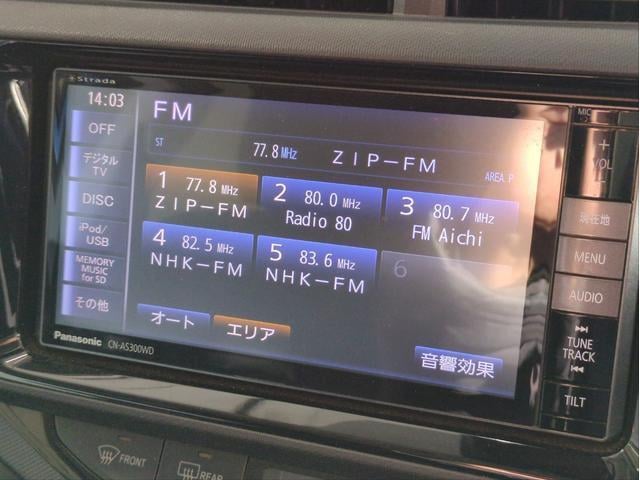 Strada
14:03
FM
MIC
OFF
ST 77.8 MHz ZIP-FM AREA P
+
VOL
-
デジタル
TV
1 77.8 MHz
ZIP-FM
2 80.0 MHz
Radio 80
3 80.7 MHz
FM Aichi
現在地
DISC
iPod/
USB
4 82.5 MHz
NHK-FM
5 83.6 MHz
NHK-FM
6
MENU
MEMORY
MUSIC
for SD
AUDIO
その他
オート
エリア
音響効果
TUNE
TRACK
Panasonic CN-AS300WD
TILT
FRONT
REAR